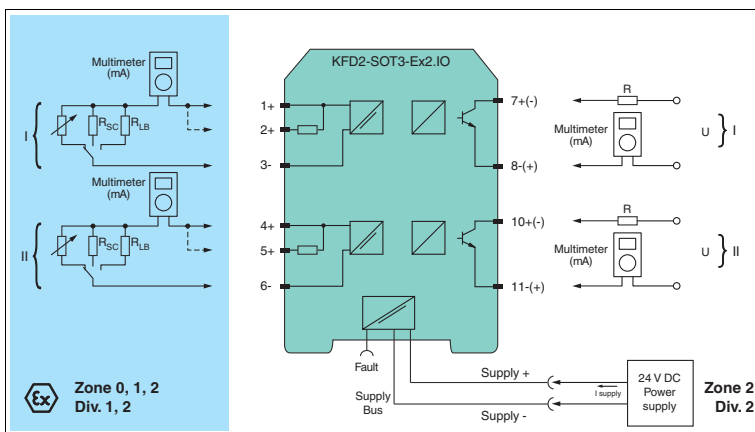 KFD2-SOT3-Ex2.IO
Multimeter
(mA)
I
RSC
RLB
1+
2+
3-
7+(-)
8-(+)
R
Multimeter
(mA)
U
I
Multimeter
(mA)
II
RSC
RLB
4+
5+
6-
10+(-)
11-(+)
R
Multimeter
(mA)
U
II
Fault
Supply
Bus
Supply +
Supply -
I supply
24 V DC
Power
supply
Zone 2
Div. 2
Ex
Zone 0, 1, 2
Div. 1, 2